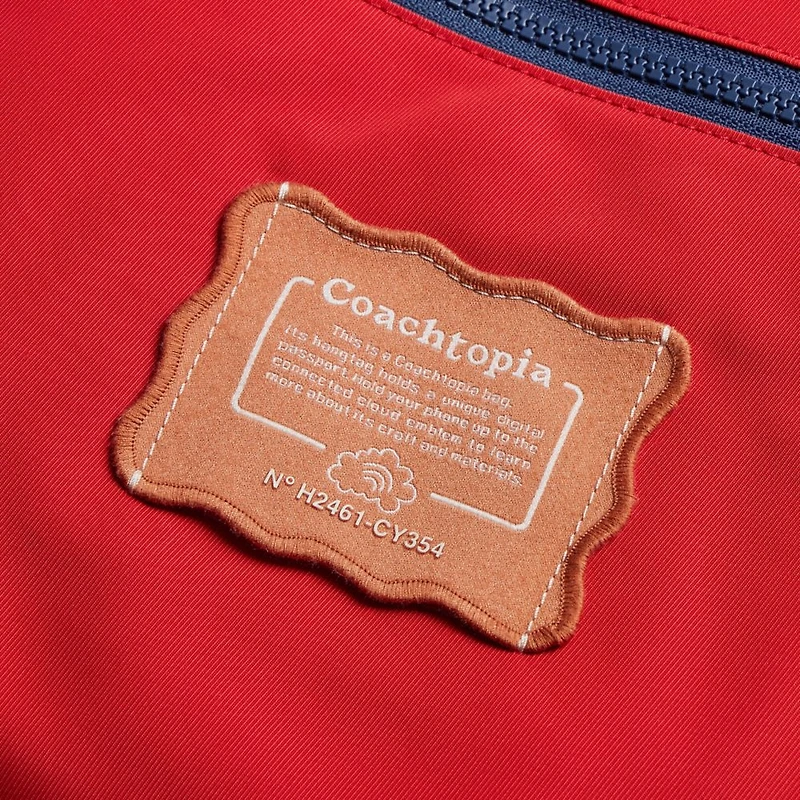 Coachtopia
This is a Coachtopia bag.
Its hangtag holds a unique digital
passport. Hold your phone up to the
connected cloud emblem to learn
more about its craft and materials.
N° H2461-CY354